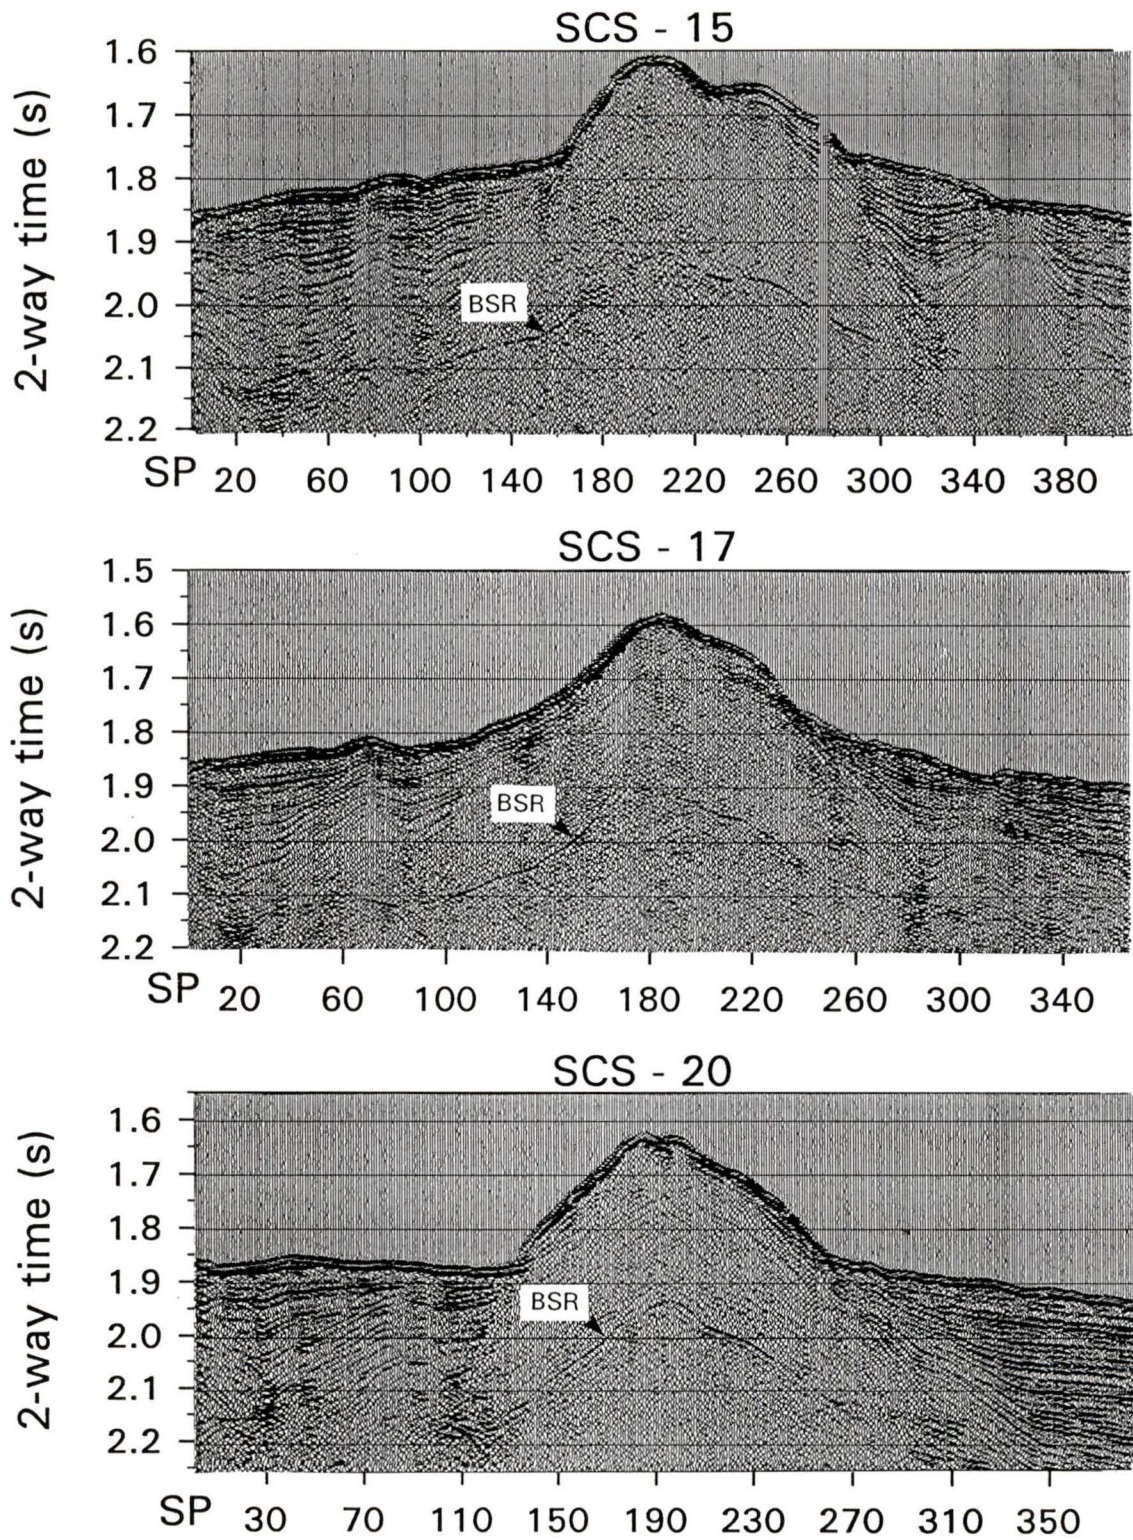 SCS - 15
2-way time (s)
1.6
1.7
1.8
1.9
2.0
2.1
2.2
BSR
SP 20 60 100 140 180 220 260 300 340 380
SCS - 17
2-way time (s)
1.5
1.6
1.7
1.8
1.9
2.0
2.1
2.2
BSR
SP 20 60 100 140 180 220 260 300 340
SCS - 20
2-way time (s)
1.6
1.7
1.8
1.9
2.0
2.1
2.2
BSR
SP 30 70 110 150 190 230 270 310 350